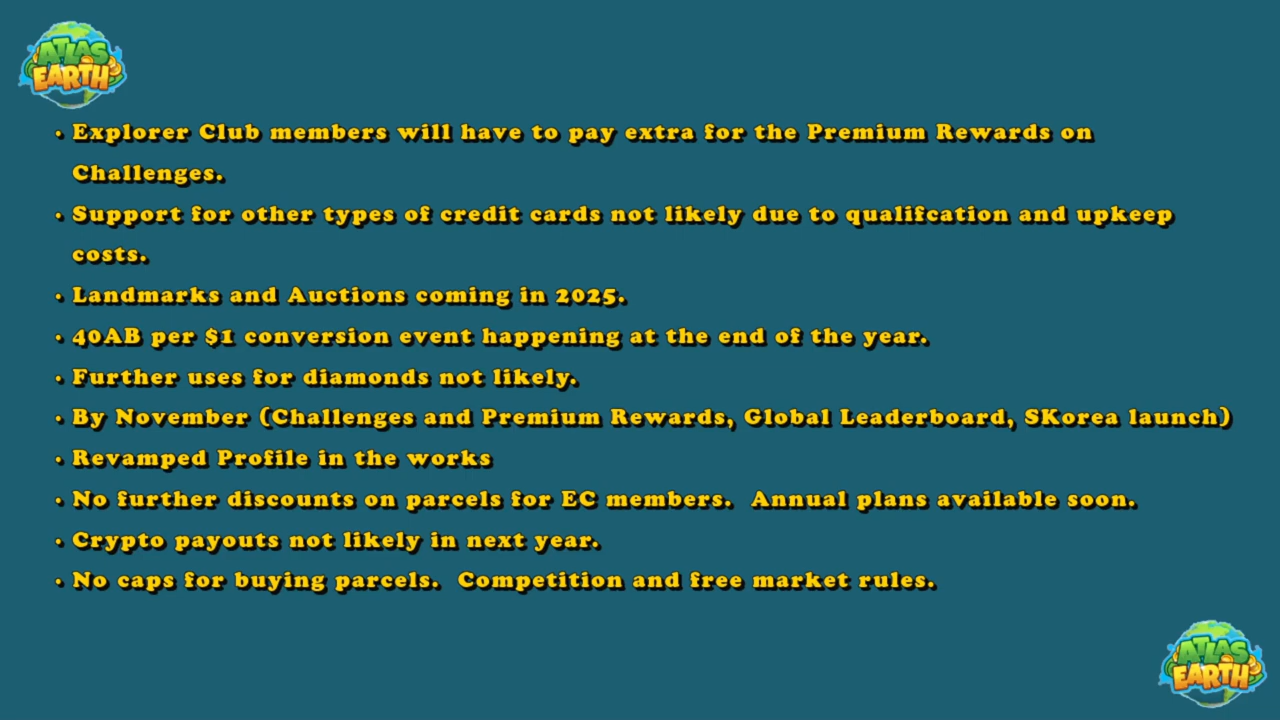 ATLAS
EARTH
• Explorer Club members will have to pay extra for the Premium Rewards on
Challenges.
• Support for other types of credit cards not likely due to qualifcation and upkeep
costs.
• Landmarks and Auctions coming in 2025.
• 40AB per $1 conversion event happening at the end of the year.
• Further uses for diamonds not likely.
• By November (Challenges and Premium Rewards, Global Leaderboard, SKorea launch)
• Revamped Profile in the works
• No further discounts on parcels for EC members.  Annual plans available soon.
• Crypto payouts not likely in next year.
• No caps for buying parcels.  Competition and free market rules.
ATLAS
EARTH